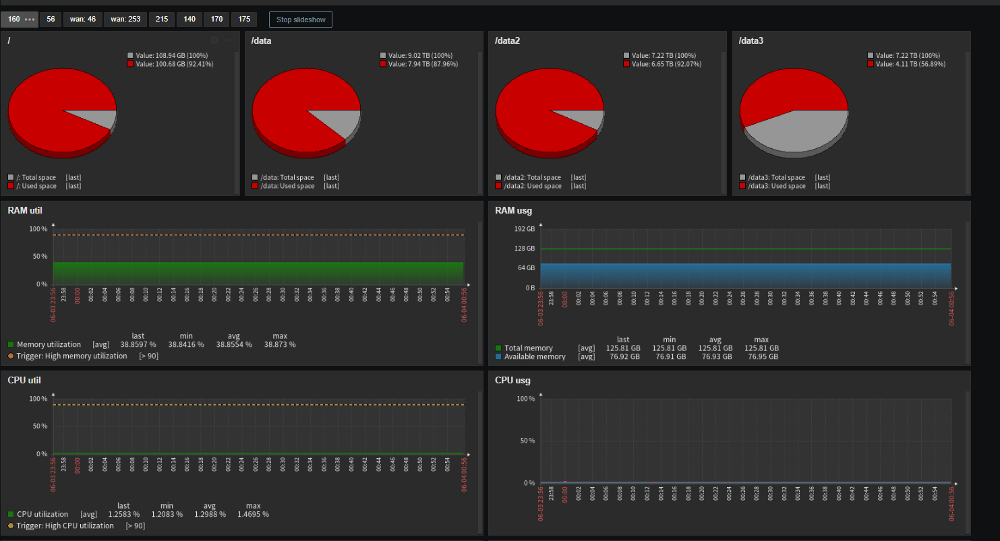 160 ••• 56 wan: 46 wan: 253 215 140 170 175 Stop slideshow
/
Value: 108.94 GB (100%)
Value: 100.68 GB (92.41%)
/: Total space [last]
/: Used space [last]
/data
Value: 9.02 TB (100%)
Value: 7.94 TB (87.96%)
/data: Total space [last]
/data: Used space [last]
/data2
Value: 7.22 TB (100%)
Value: 6.65 TB (92.07%)
/data2: Total space [last]
/data2: Used space [last]
/data3
Value: 7.22 TB (100%)
Value: 4.11 TB (56.89%)
/data3: Total space [last]
/data3: Used space [last]
RAM util
100 %
50 %
0 %
06-03 23:56 23:58 00:00 00:02 00:04 00:06 00:08 00:10 00:12 00:14 00:16 00:18 00:20 00:22 00:24 00:26 00:28 00:30 00:32 00:34 00:36 00:38 00:40 00:42 00:44 00:46 00:48 00:50 00:52 00:54 06-04 00:56
last min avg max
Memory utilization [avg] 38.8597 % 38.8416 % 38.8554 % 38.873 %
Trigger: High memory utilization [> 90]
RAM usg
192 GB
128 GB
64 GB
0 B
06-03 23:56 23:58 00:00 00:02 00:04 00:06 00:08 00:10 00:12 00:14 00:16 00:18 00:20 00:22 00:24 00:26 00:28 00:30 00:32 00:34 00:36 00:38 00:40 00:42 00:44 00:46 00:48 00:50 00:52 00:54 06-04 00:56
last min avg max
Total memory [avg] 125.81 GB 125.81 GB 125.81 GB 125.81 GB
Available memory [avg] 76.92 GB 76.91 GB 76.93 GB 76.95 GB
CPU util
100 %
50 %
0 %
06-03 23:56 23:58 00:00 00:02 00:04 00:06 00:08 00:10 00:12 00:14 00:16 00:18 00:20 00:22 00:24 00:26 00:28 00:30 00:32 00:34 00:36 00:38 00:40 00:42 00:44 00:46 00:48 00:50 00:52 00:54 06-04 00:56
last min avg max
CPU utilization [avg] 1.2583 % 1.2083 % 1.2988 % 1.4695 %
Trigger: High CPU utilization [> 90]
CPU usg
100 %
50 %
0 %
06-03 23:56 23:58 00:00 00:02 00:04 00:06 00:08 00:10 00:12 00:14 00:16 00:18 00:20 00:22 00:24 00:26 00:28 00:30 00:32 00:34 00:36 00:38 00:40 00:42 00:44 00:46 00:48 00:50 00:52 00:54 06-04 00:56